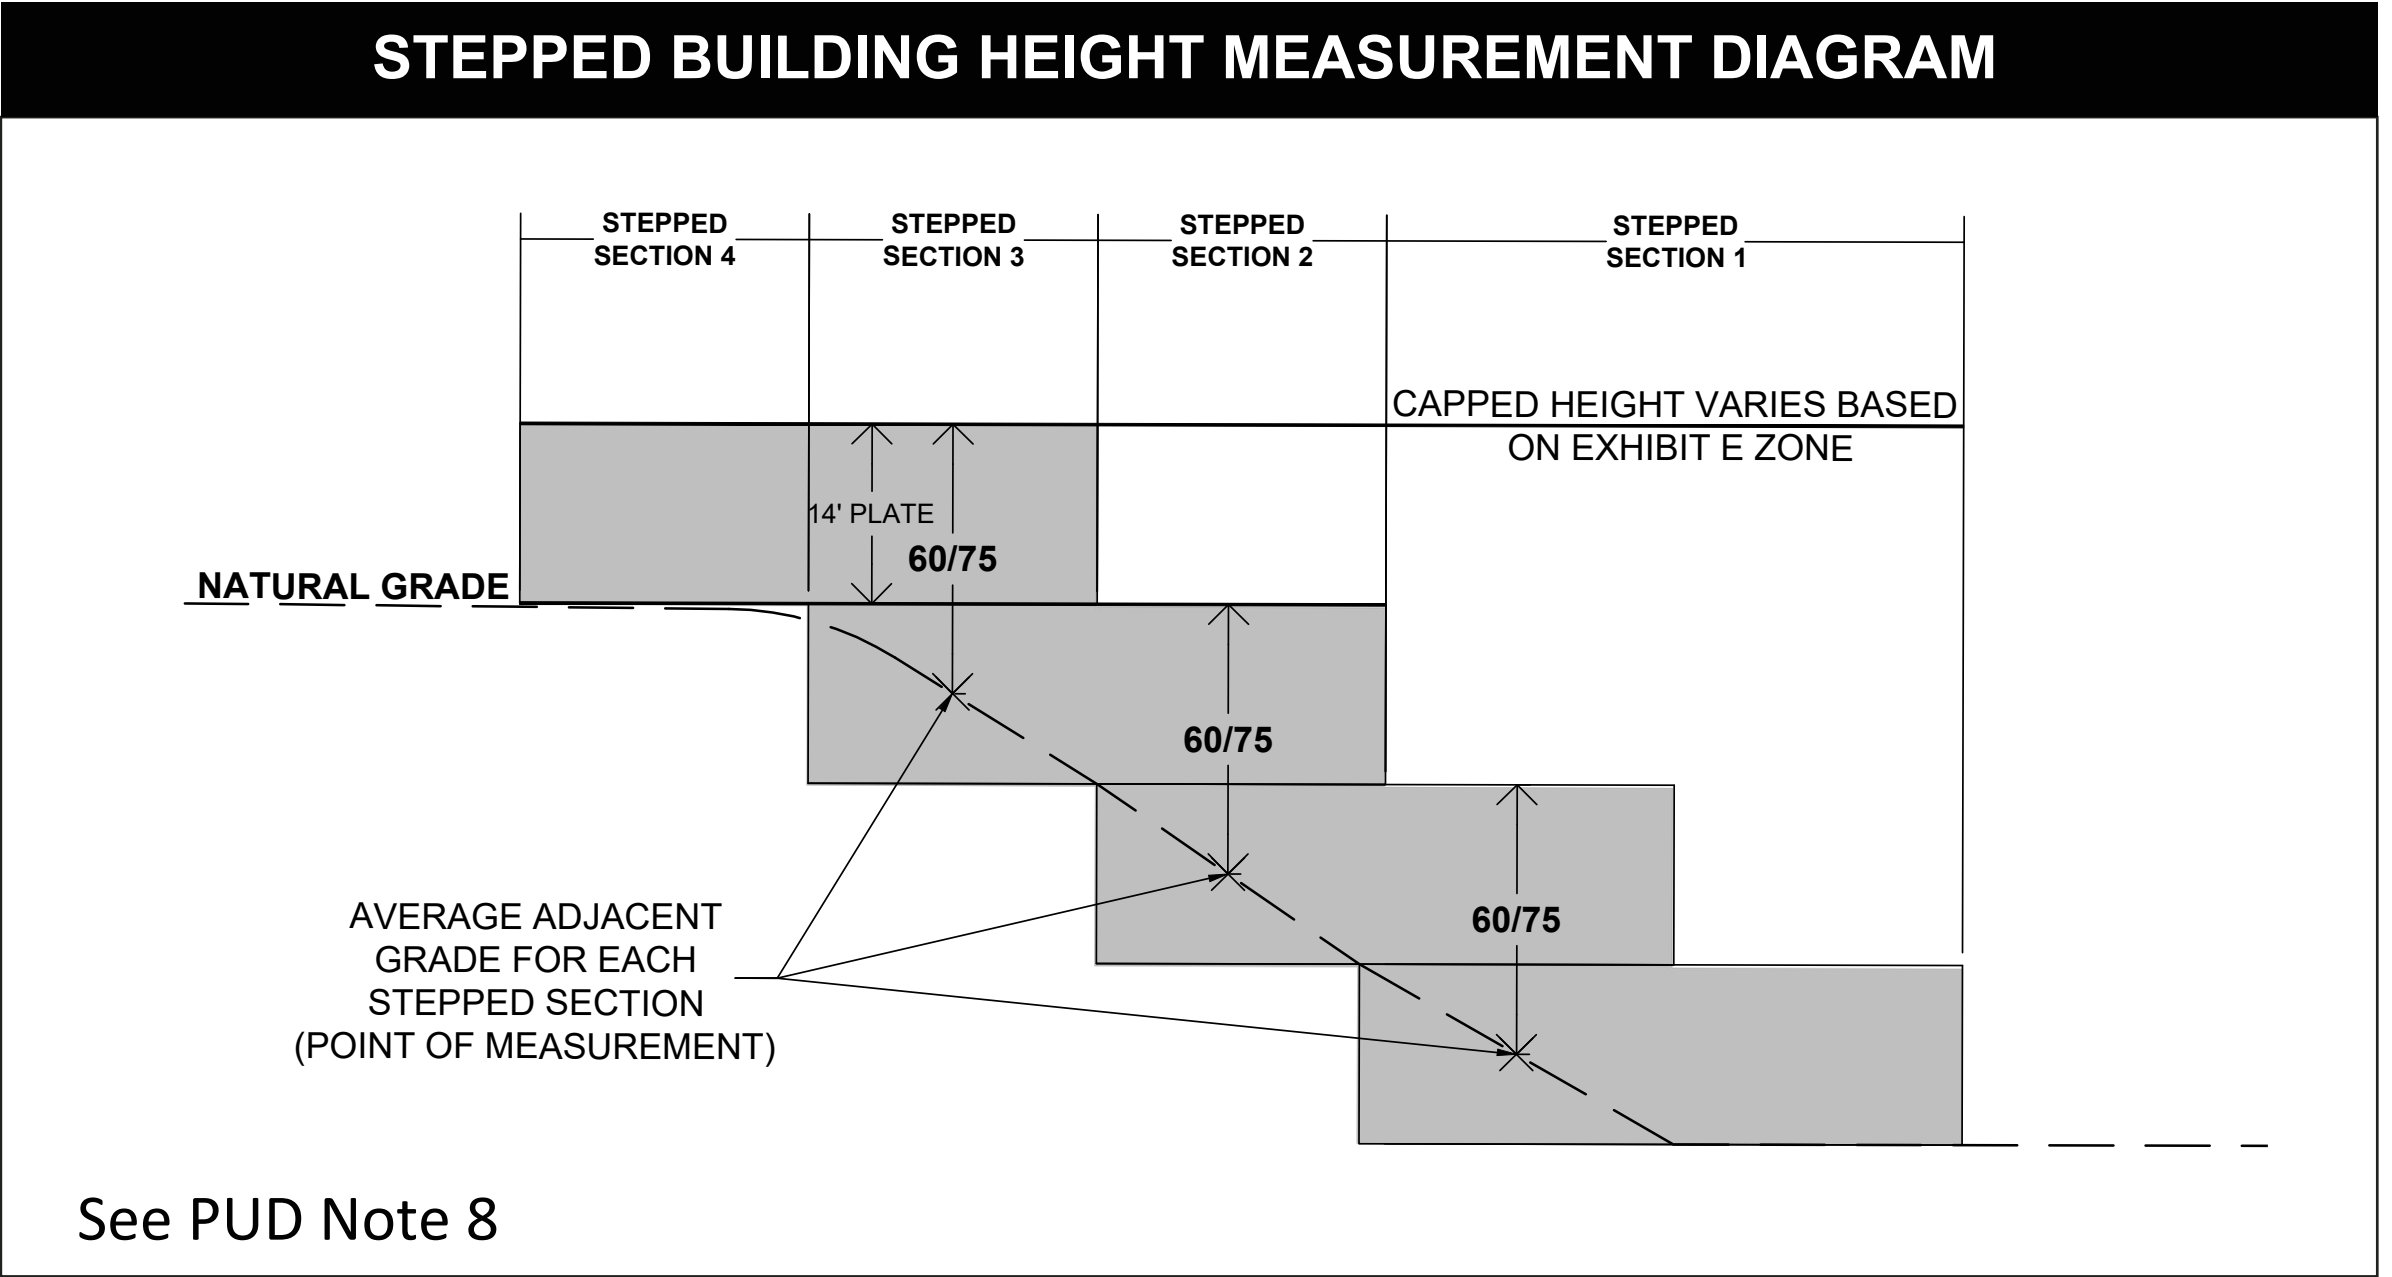 STEPPED BUILDING HEIGHT MEASUREMENT DIAGRAM
STEPPED
SECTION 4
STEPPED
SECTION 3
STEPPED
SECTION 2
STEPPED
SECTION 1
CAPPED HEIGHT VARIES BASED
ON EXHIBIT E ZONE
14' PLATE
60/75
NATURAL GRADE
60/75
60/75
AVERAGE ADJACENT
GRADE FOR EACH
STEPPED SECTION
(POINT OF MEASUREMENT)
See PUD Note 8